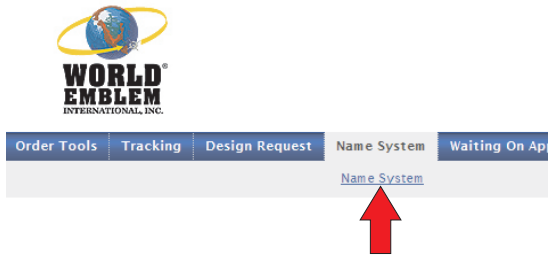 WORLD®
EMBLEM
INTERNATIONAL, INC.
Order Tools Tracking Design Request Name System Waiting On App
Name System